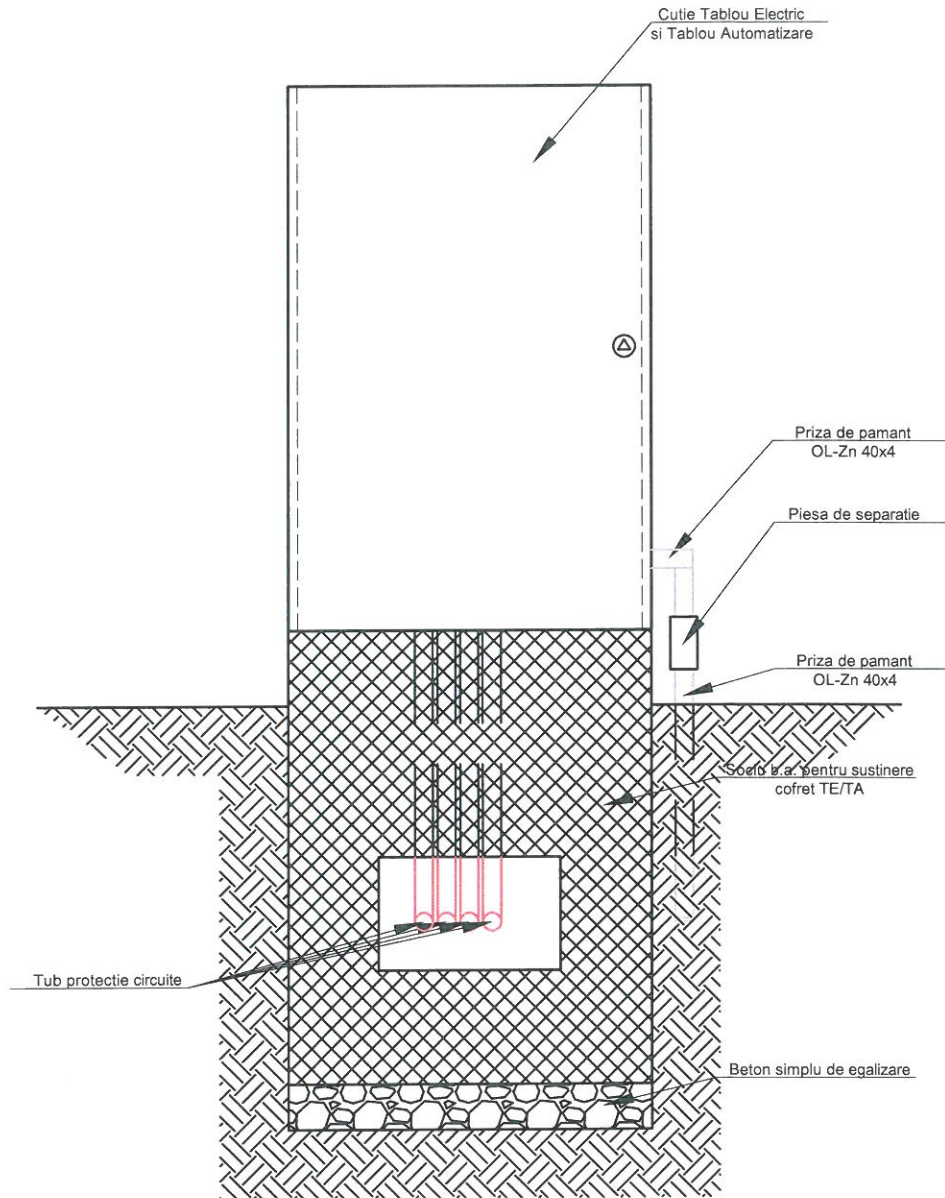 Cutie Tablou Electric
si Tablou Automatizare
Priza de pamant
OL-Zn 40x4
Piesa de separatie
Priza de pamant
OL-Zn 40x4
Soclu b.a. pentru sustinere
cofret TE/TA
Tub protectie circuite
Beton simplu de egalizare